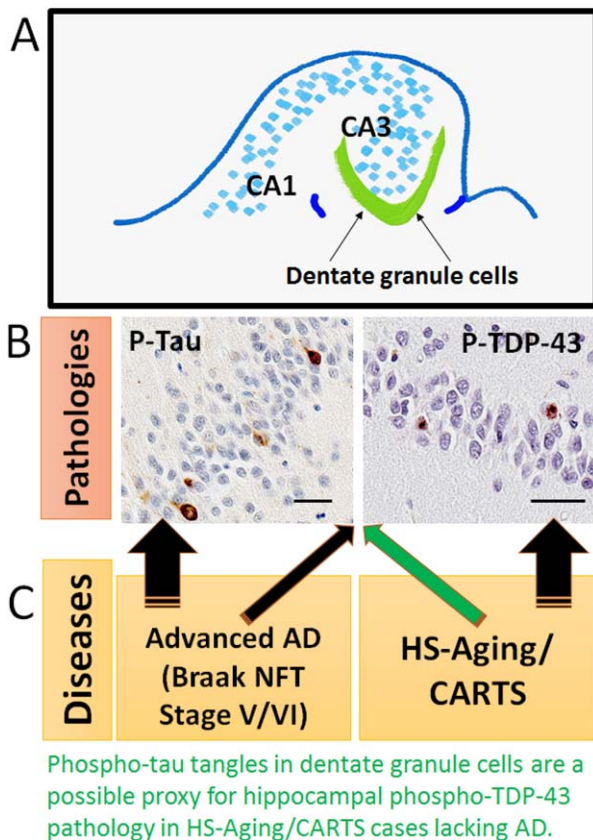 A
CA3
CA1
Dentate granule cells
B
Pathologies
P-Tau
P-TDP-43
C
Diseases
Advanced AD
(Braak NFT
Stage V/VI)
HS-Aging/
CARTS
Phospho-tau tangles in dentate granule cells are a
possible proxy for hippocampal phospho-TDP-43
pathology in HS-Aging/CARTS cases lacking AD.